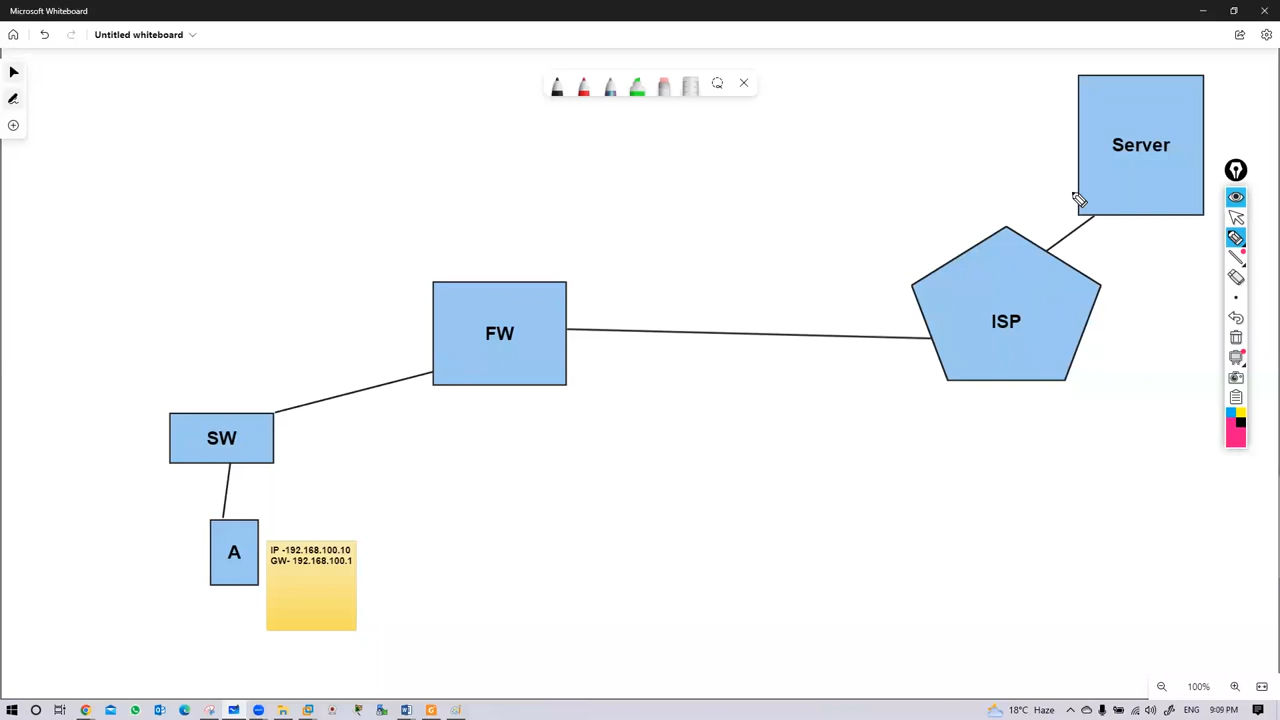 Microsoft Whiteboard
Untitled whiteboard
Server
ISP
FW
SW
A
IP -192.168.100.10
GW- 192.168.100.1
100%
18°C Haze
ENG
9:09 PM